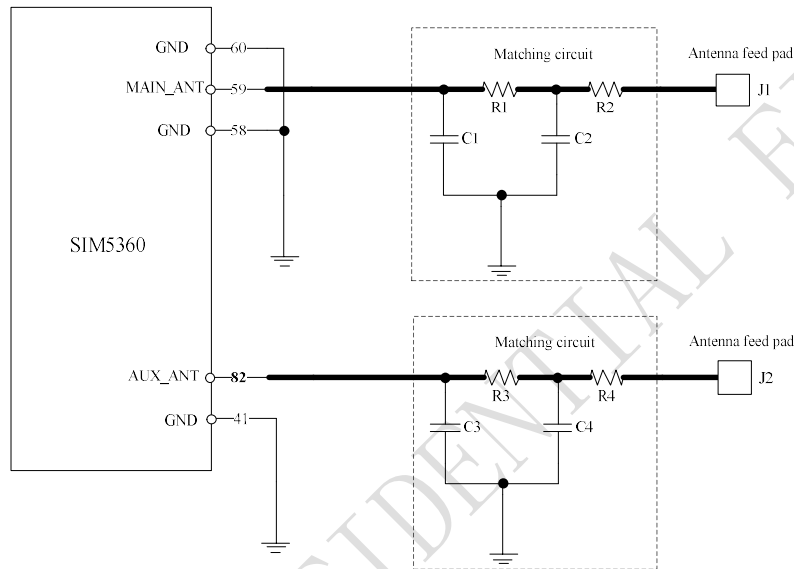 GND 60
MAIN_ANT 59
GND 58
SIM5360
AUX_ANT 82
GND 41
Matching circuit
R1 R2
C1 C2
Antenna feed pad
J1
Matching circuit
R3 R4
C3 C4
Antenna feed pad
J2
SIDENTIAL F